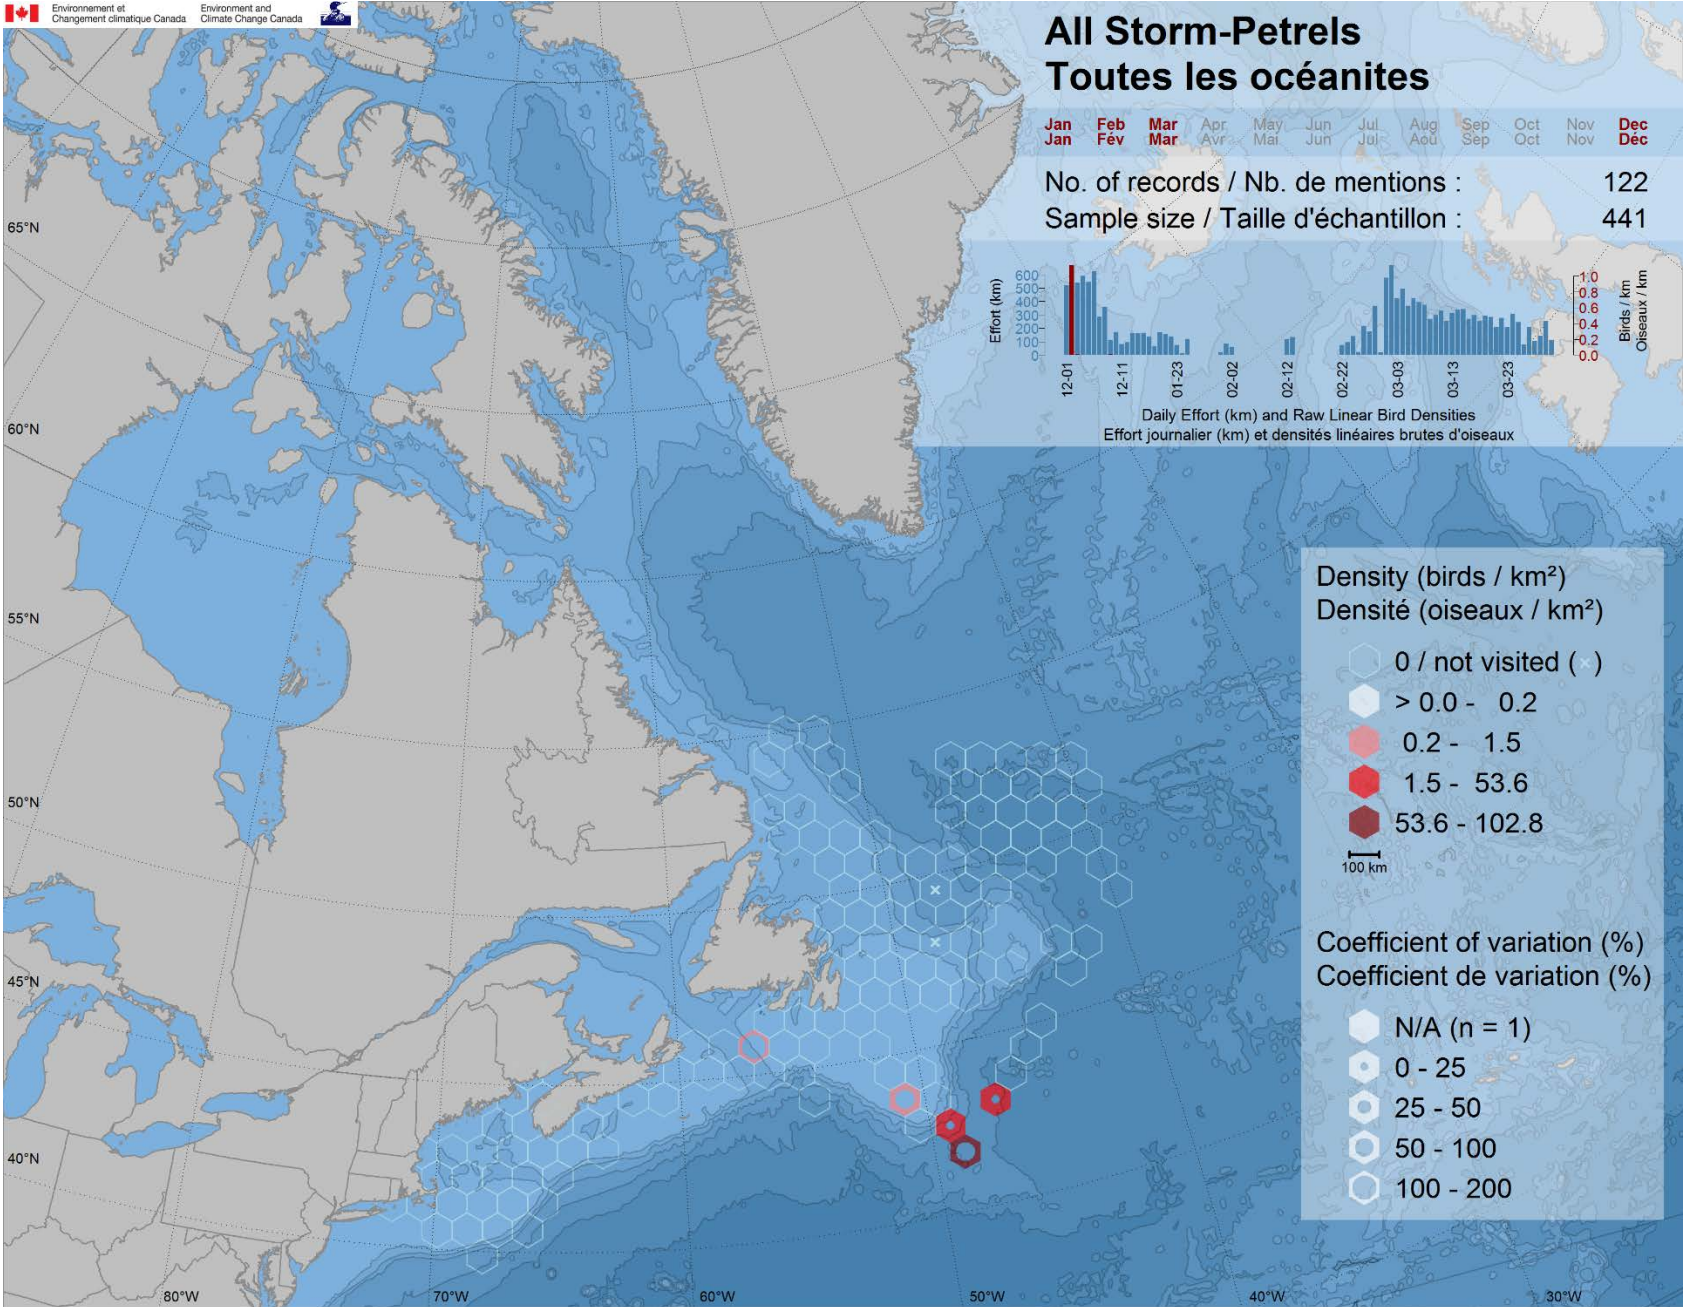 Environnement et
Changement climatique Canada
Environment and
Climate Change Canada
All Storm-Petrels
Toutes les océanites
Jan Feb Mar Apr May Jun Jul Aug Sep Oct Nov Dec
Jan Fév Mar Avr Mai Jun Jul Aoû Sep Oct Nov Déc
No. of records / Nb. de mentions : 122
Sample size / Taille d'échantillon : 441
Effort (km)
600
500
400
300
200
100
0
1.0
0.8
0.6
0.4
0.2
0.0
Birds / km
Oiseaux / km
12-01 12-11 01-23 02-02 02-12 02-22 03-03 03-13 03-23
Daily Effort (km) and Raw Linear Bird Densities
Effort journalier (km) et densités linéaires brutes d'oiseaux
65°N
60°N
55°N
50°N
45°N
40°N
80°W 70°W 60°W 50°W 40°W 30°W
Density (birds / km²)
Densité (oiseaux / km²)
0 / not visited (×)
> 0.0 - 0.2
0.2 - 1.5
1.5 - 53.6
53.6 - 102.8
100 km
Coefficient of variation (%)
Coefficient de variation (%)
N/A (n = 1)
0 - 25
25 - 50
50 - 100
100 - 200